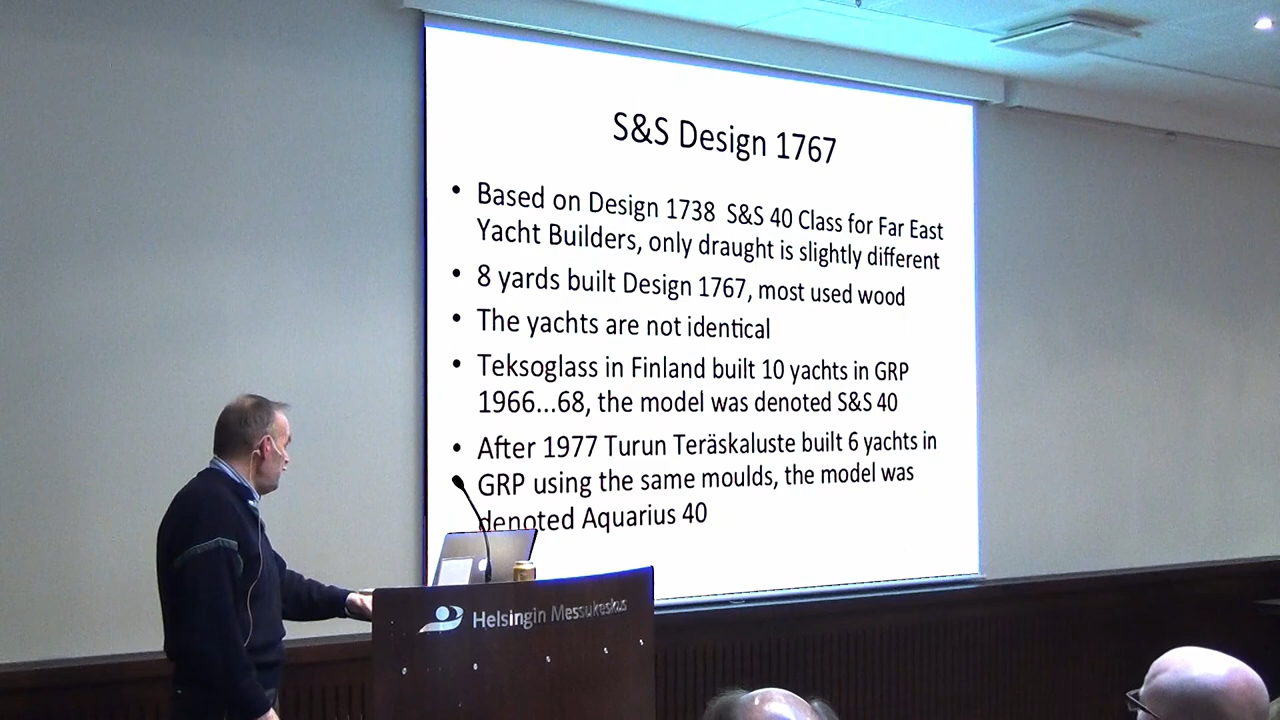 S&S Design 1767
• Based on Design 1738 S&S 40 Class for Far East
Yacht Builders, only draught is slightly different
• 8 yards built Design 1767, most used wood
• The yachts are not identical
• Teksoglass in Finland built 10 yachts in GRP
1966...68, the model was denoted S&S 40
• After 1977 Turun Teräskaluste built 6 yachts in
GRP using the same moulds, the model was
denoted Aquarius 40
Helsingin Messukeskus